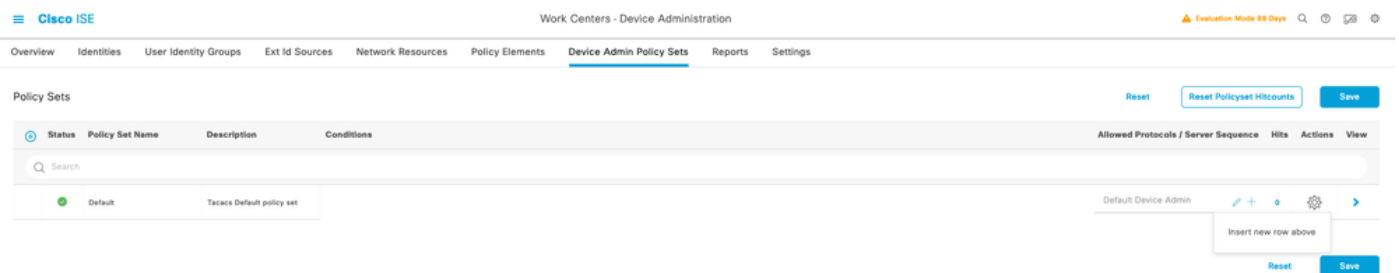 Cisco ISE Work Centers - Device Administration Evaluation Mode 89 Days
Overview Identities User Identity Groups Ext Id Sources Network Resources Policy Elements Device Admin Policy Sets Reports Settings
Policy Sets Reset Reset Policyset Hitcounts Save
Status Policy Set Name Description Conditions Allowed Protocols / Server Sequence Hits Actions View
Search
Default Tacacs Default policy set Default Device Admin 0
Insert new row above
Reset Save